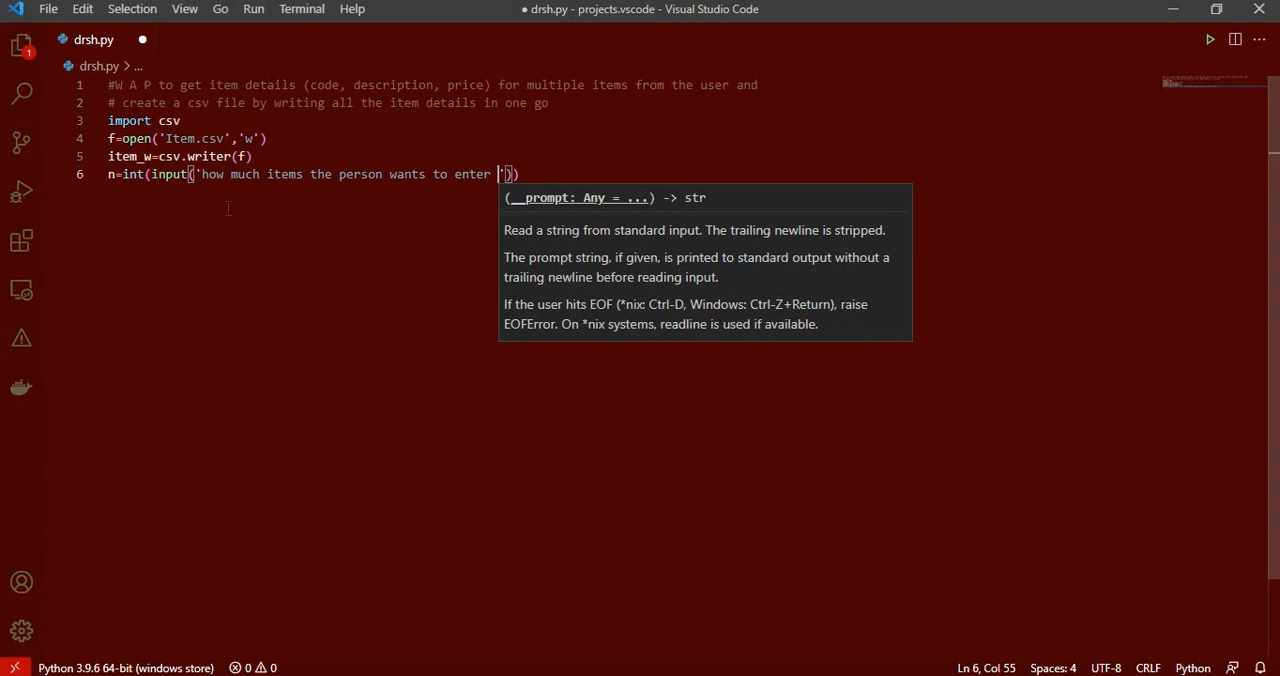 File Edit Selection View Go Run Terminal Help
● drsh.py - projects.vscode - Visual Studio Code
drsh.py
1
drsh.py > ...
1 #W A P to get item details (code, description, price) for multiple items from the user and
2 # create a csv file by writing all the item details in one go
3 import csv
4 f=open('Item.csv','w')
5 item_w=csv.writer(f)
6 n=int(input('how much items the person wants to enter '))
(__prompt: Any = ...) -> str
Read a string from standard input. The trailing newline is stripped.
The prompt string, if given, is printed to standard output without a
trailing newline before reading input.
If the user hits EOF (*nix: Ctrl-D, Windows: Ctrl-Z+Return), raise
EOFError. On *nix systems, readline is used if available.
Python 3.9.6 64-bit (windows store) 0 0 Ln 6, Col 55 Spaces: 4 UTF-8 CRLF Python